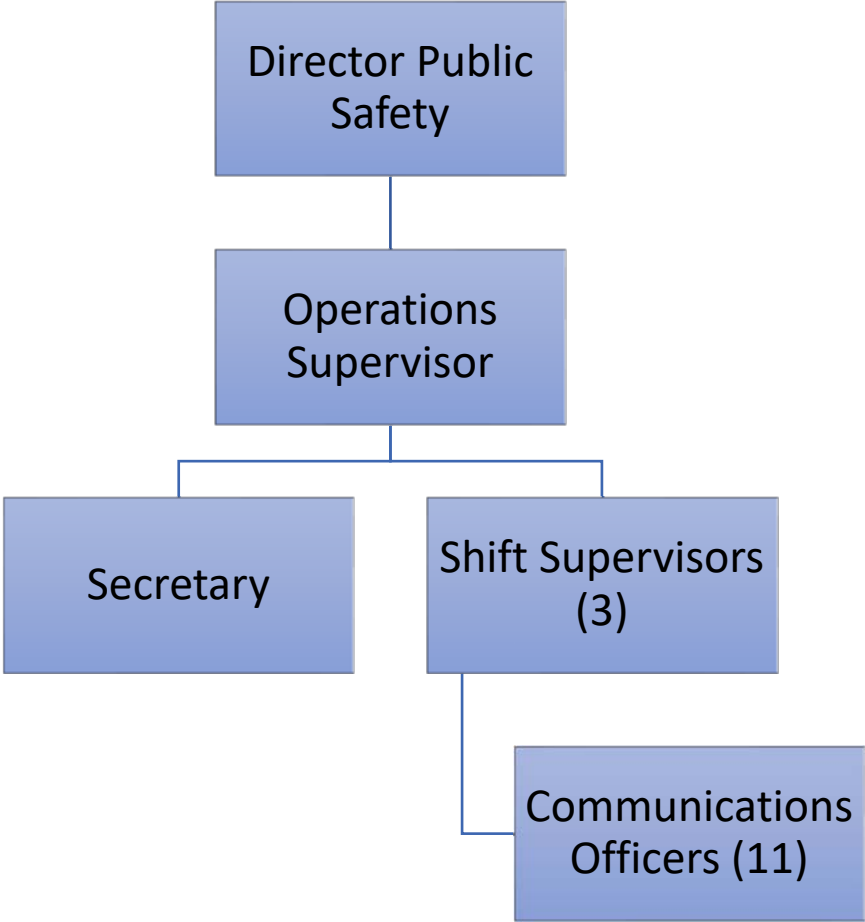 Director Public
Safety
Operations
Supervisor
Secretary
Shift Supervisors
(3)
Communications
Officers (11)